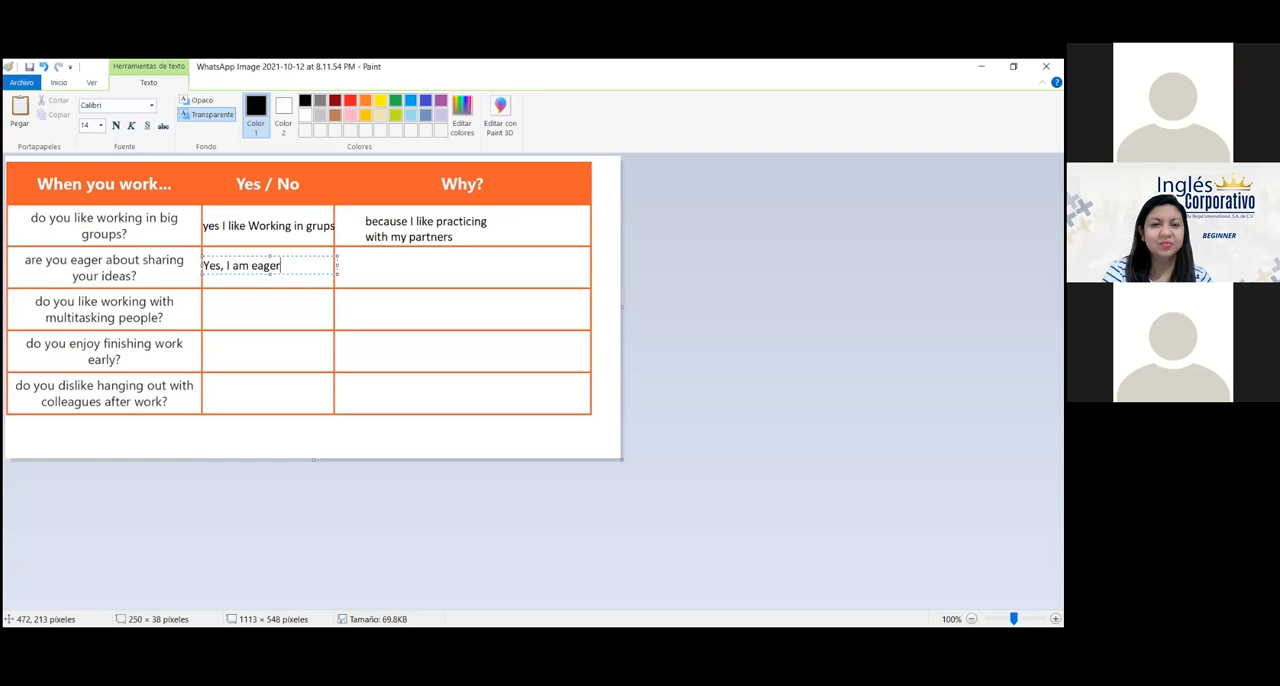 Herramientas de texto
WhatsApp Image 2021-10-12 at 8.11.54 PM - Paint
Archivo
Inicio
Ver
Texto
Pegar
Cortar
Copiar
Portapapeles
Calibri
14
N K S abc
Fuente
Opaco
Transparente
Fondo
Color 1
Color 2
Editar colores
Editar con Paint 3D
Colores
When you work...
Yes / No
Why?
do you like working in big
groups?
yes I like Working in grups
because I like practicing
with my partners
are you eager about sharing
your ideas?
Yes, I am eager
do you like working with
multitasking people?
do you enjoy finishing work
early?
do you dislike hanging out with
colleagues after work?
472, 213 píxeles
250 × 38 píxeles
1113 × 548 píxeles
Tamaño: 69.8KB
100%
Inglés
Corporativo
by Regal International, S.A. de C.V.
BEGINNER